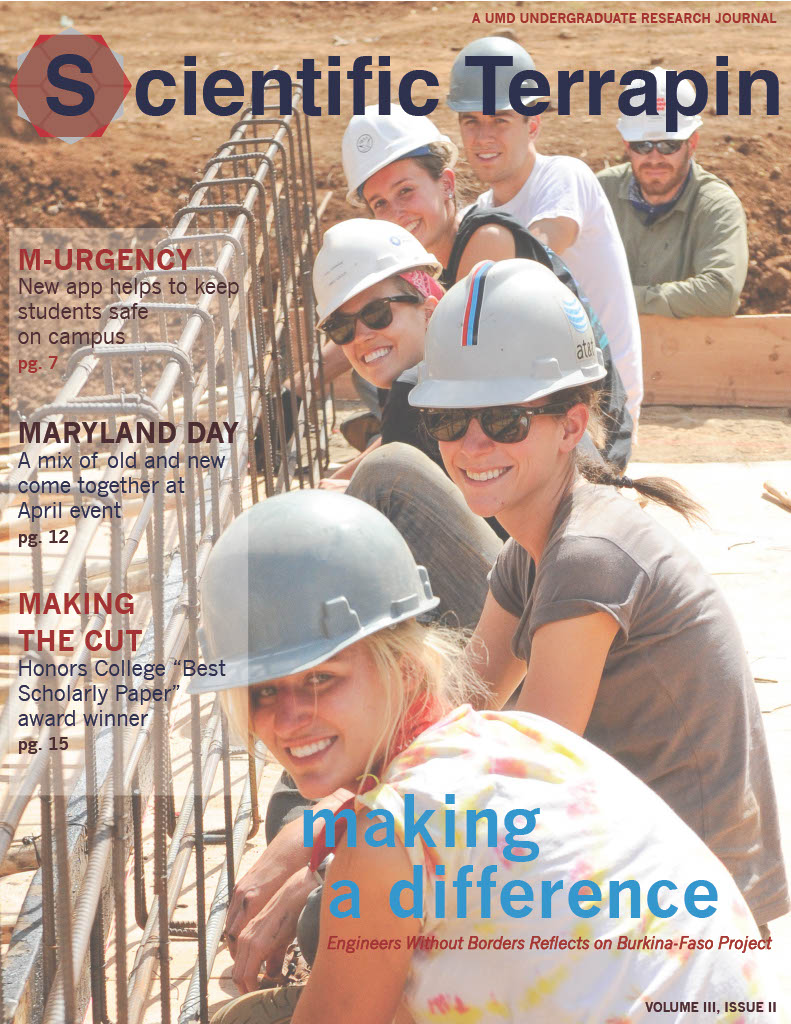 A UMD UNDERGRADUATE RESEARCH JOURNAL
Scientific Terrapin
M-URGENCY
New app helps to keep
students safe
on campus
pg. 7
MARYLAND DAY
A mix of old and new
come together at
April event
pg. 12
MAKING
THE CUT
Honors College “Best
Scholarly Paper”
award winner
pg. 15
at&t
making
a difference
Engineers Without Borders Reflects on Burkina-Faso Project
VOLUME III, ISSUE II